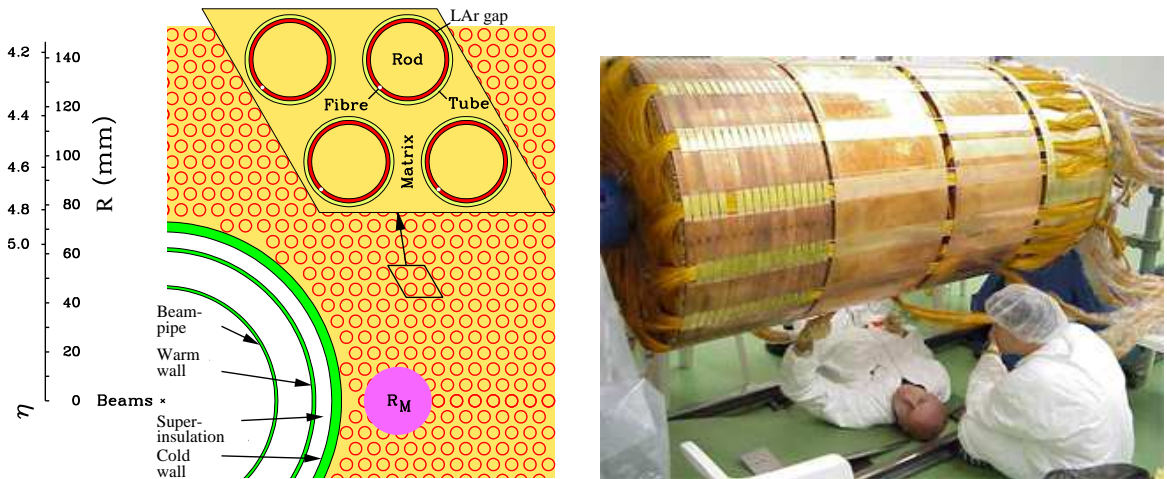 LAr gap
Rod
Fibre
Tube
Matrix
4.2
140
120
4.4
100
4.6
80
4.8
5.0
60
40
20
0
R (mm)
η
Beam-
pipe
Warm
wall
Beams ×
R_M
Super-
insulation
Cold
wall